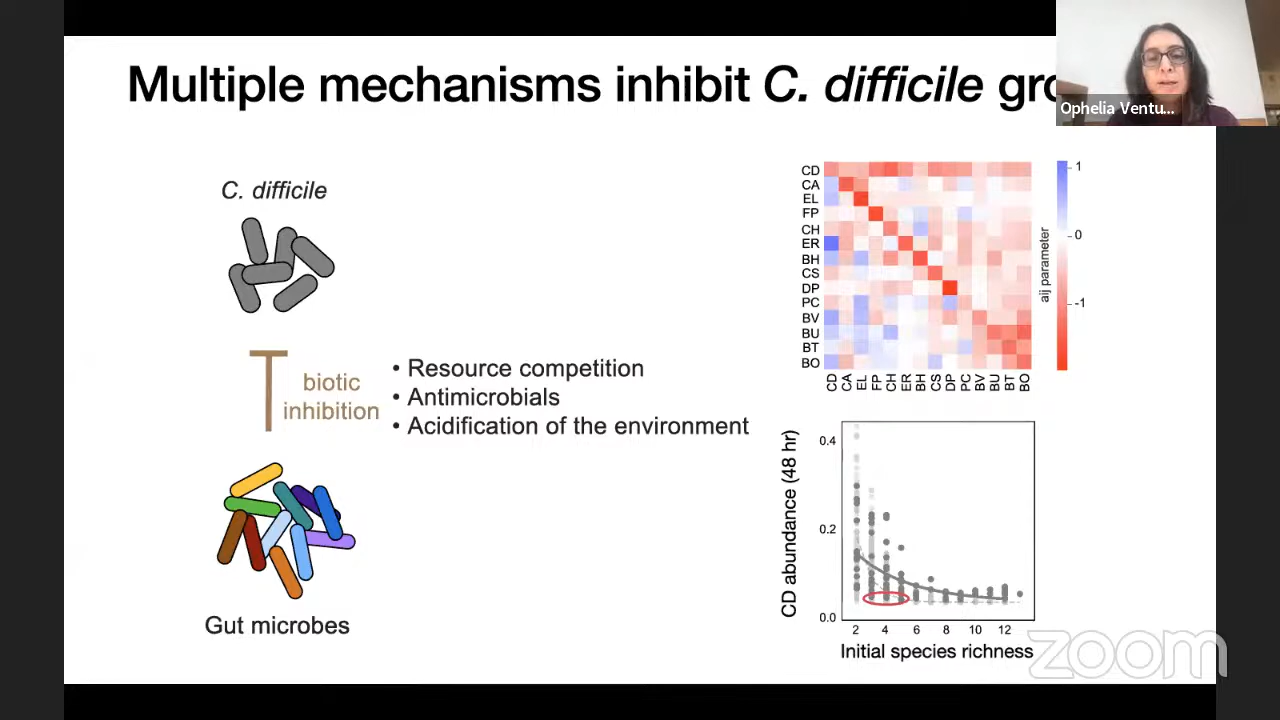 Multiple mechanisms inhibit C. difficile gro
Ophelia Ventu...
C. difficile
biotic
inhibition
• Resource competition
• Antimicrobials
• Acidification of the environment
Gut microbes
CD
CA
EL
FP
CH
ER
BH
CS
DP
PC
BV
BU
BT
BO
CD CA EL FP CH ER BH CS DP PC BV BU BT BO
1
0
-1
aij parameter
CD abundance (48 hr)
0.4
0.2
0.0
2 4 6 8 10 12
Initial species richness
zoom